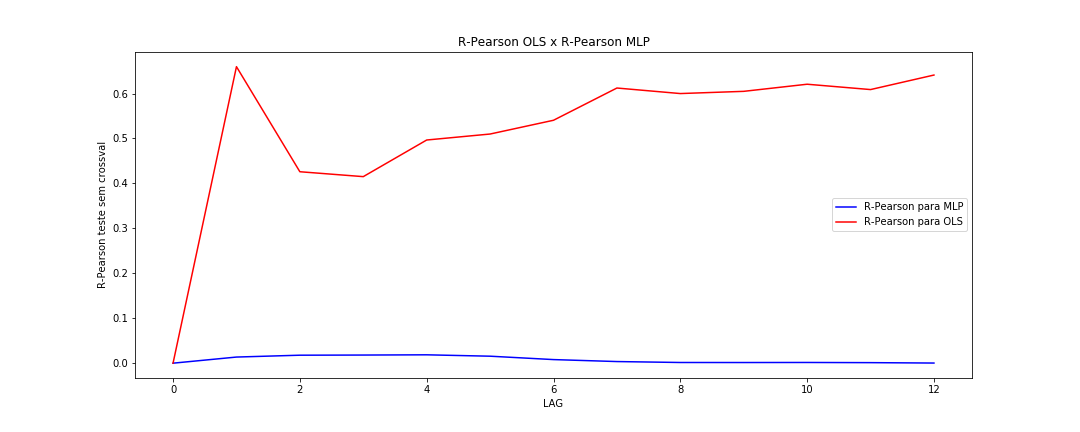 R-Pearson OLS x R-Pearson MLP
R-Pearson teste sem crossval
0.6
0.5
0.4
0.3
0.2
0.1
0.0
R-Pearson para MLP
R-Pearson para OLS
0 2 4 6 8 10 12
LAG